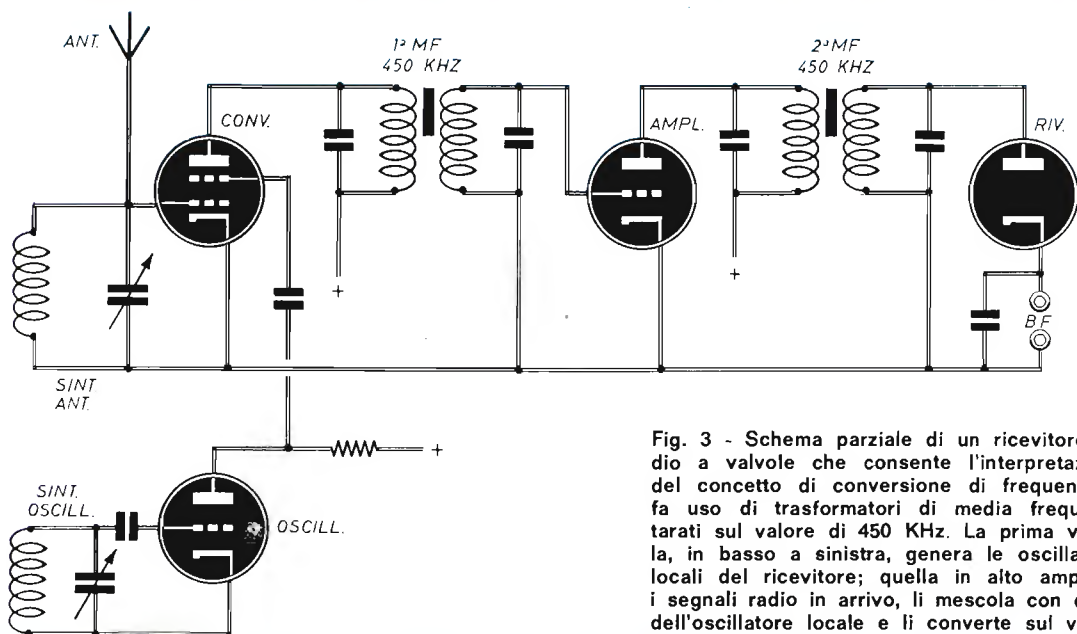 ANT.
1ª MF
450 KHZ
2ª MF
450 KHZ
CONV.
AMPL.
RIV.
+
+
BF
SINT
ANT.
+
SINT.
OSCILL.
OSCILL.
Fig. 3 - Schema parziale di un ricevitore
dio a valvole che consente l'interpreta
del concetto di conversione di frequen
fa uso di trasformatori di media frequ
tarati sul valore di 450 KHz. La prima v
la, in basso a sinistra, genera le oscilla
locali del ricevitore; quella in alto amp
i segnali radio in arrivo, li mescola con
dell'oscillatore locale e li converte sul v